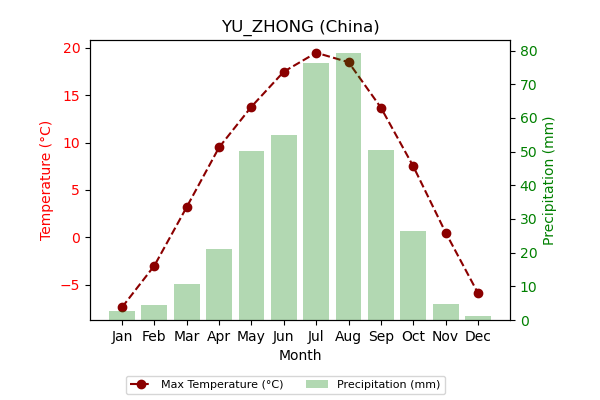 YU_ZHONG (China)
20
15
10
5
0
−5
Temperature (°C)
80
70
60
50
40
30
20
10
0
Precipitation (mm)
Jan Feb Mar Apr May Jun Jul Aug Sep Oct Nov Dec
Month
Max Temperature (°C) Precipitation (mm)